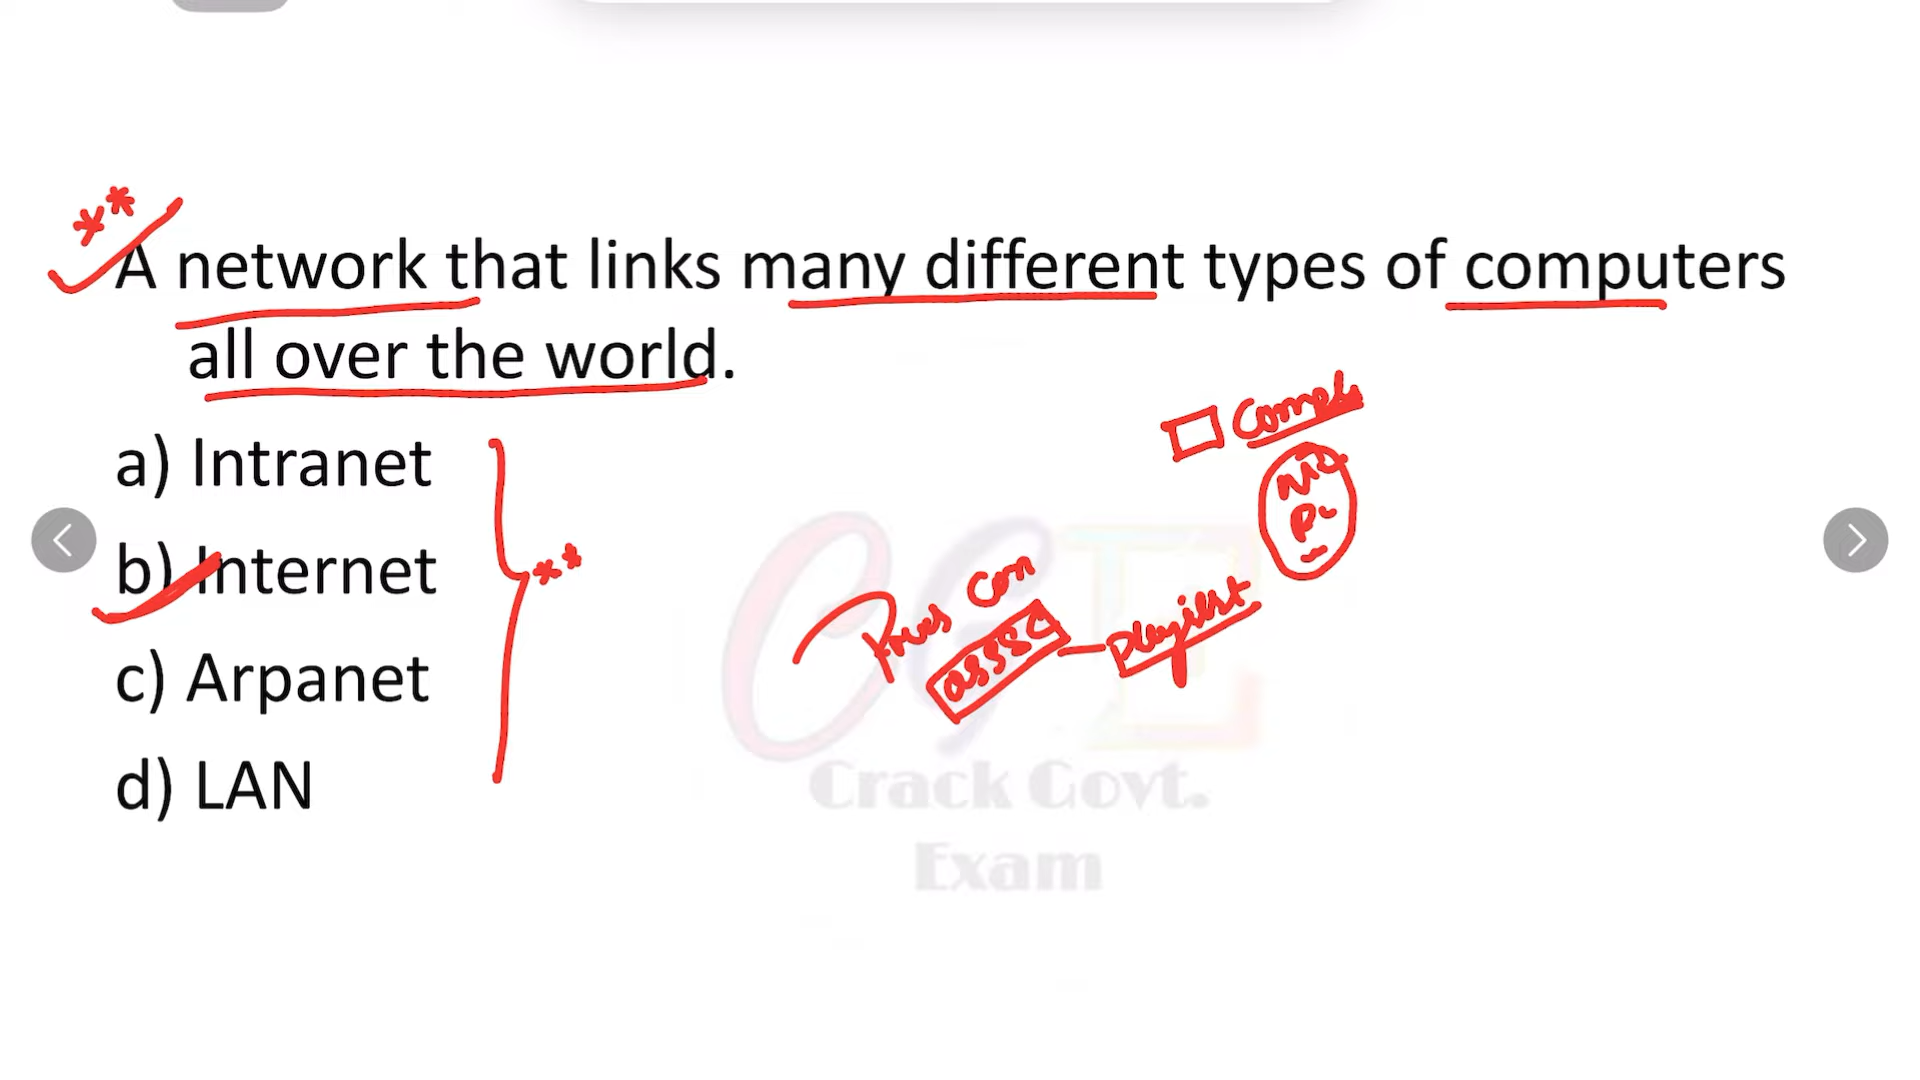 ** A network that links many different types of computers
all over the world.
a) Intranet
b) Internet
**
c) Arpanet
d) LAN
Playlist
CGE
Crack Govt.
Exam